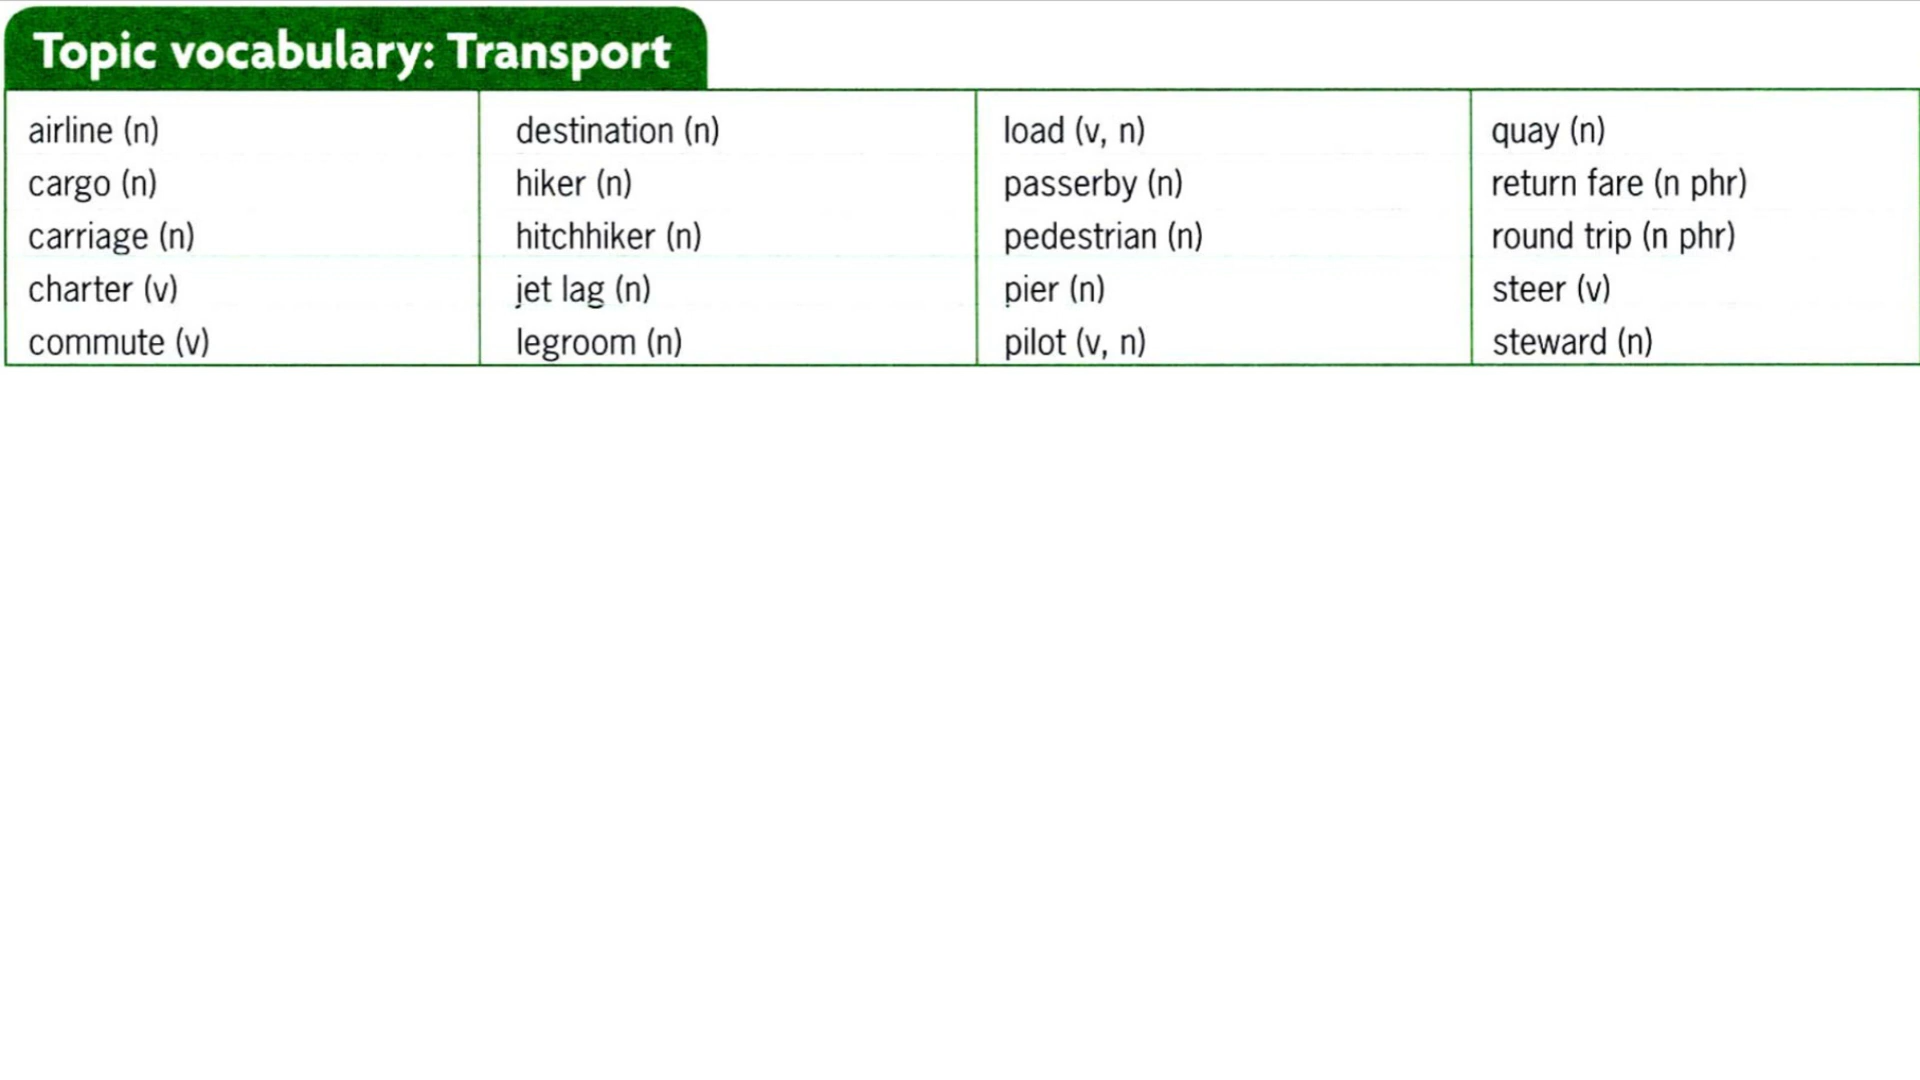 Topic vocabulary: Transport
airline (n)
cargo (n)
carriage (n)
charter (v)
commute (v)
destination (n)
hiker (n)
hitchhiker (n)
jet lag (n)
legroom (n)
load (v, n)
passerby (n)
pedestrian (n)
pier (n)
pilot (v, n)
quay (n)
return fare (n phr)
round trip (n phr)
steer (v)
steward (n)